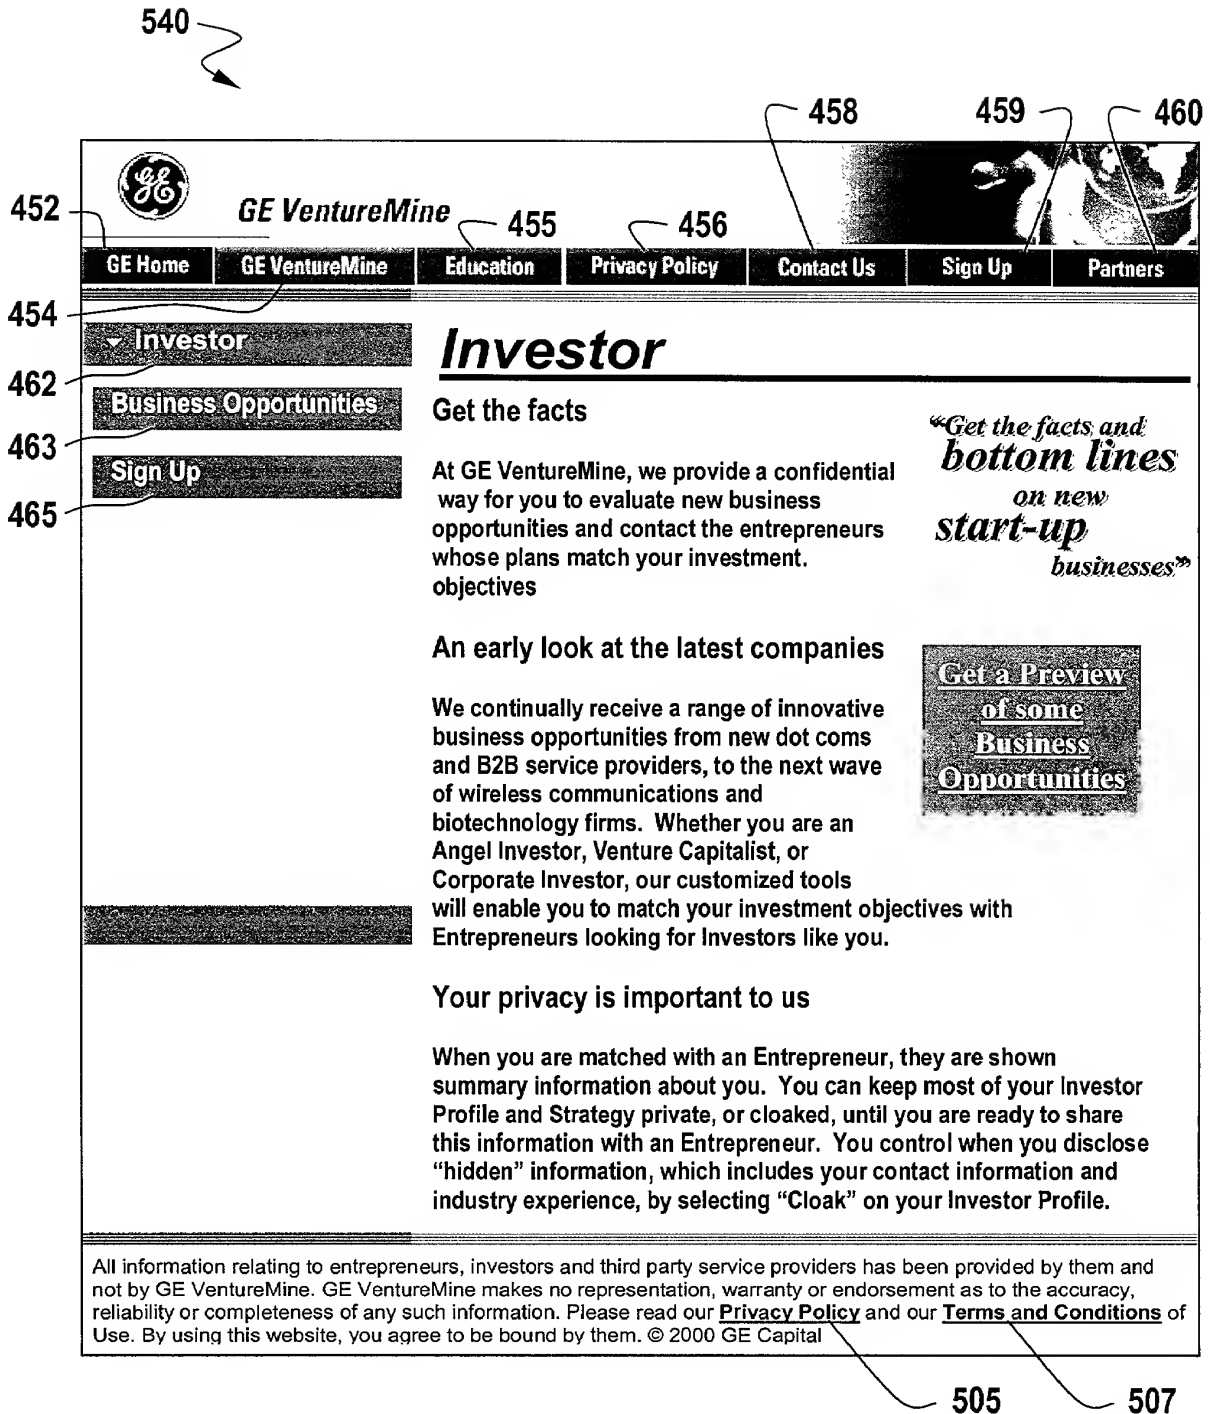 540
458
459
460
GE
452
GE VentureMine
455
456
GE Home
GE VentureMine
Education
Privacy Policy
Contact Us
Sign Up
Partners
454
Investor
462
Business Opportunities
463
Sign Up
465
Investor
Get the facts
At GE VentureMine, we provide a confidential
way for you to evaluate new business
opportunities and contact the entrepreneurs
whose plans match your investment.
objectives
“Get the facts and
bottom lines
on new
start-up
businesses”
An early look at the latest companies
We continually receive a range of innovative
business opportunities from new dot coms
and B2B service providers, to the next wave
of wireless communications and
biotechnology firms. Whether you are an
Angel Investor, Venture Capitalist, or
Corporate Investor, our customized tools
will enable you to match your investment objectives with
Entrepreneurs looking for Investors like you.
Get a Preview
of some
Business
Opportunities
Your privacy is important to us
When you are matched with an Entrepreneur, they are shown
summary information about you. You can keep most of your Investor
Profile and Strategy private, or cloaked, until you are ready to share
this information with an Entrepreneur. You control when you disclose
“hidden” information, which includes your contact information and
industry experience, by selecting “Cloak” on your Investor Profile.
All information relating to entrepreneurs, investors and third party service providers has been provided by them and
not by GE VentureMine. GE VentureMine makes no representation, warranty or endorsement as to the accuracy,
reliability or completeness of any such information. Please read our Privacy Policy and our Terms and Conditions of
Use. By using this website, you agree to be bound by them. © 2000 GE Capital
505
507